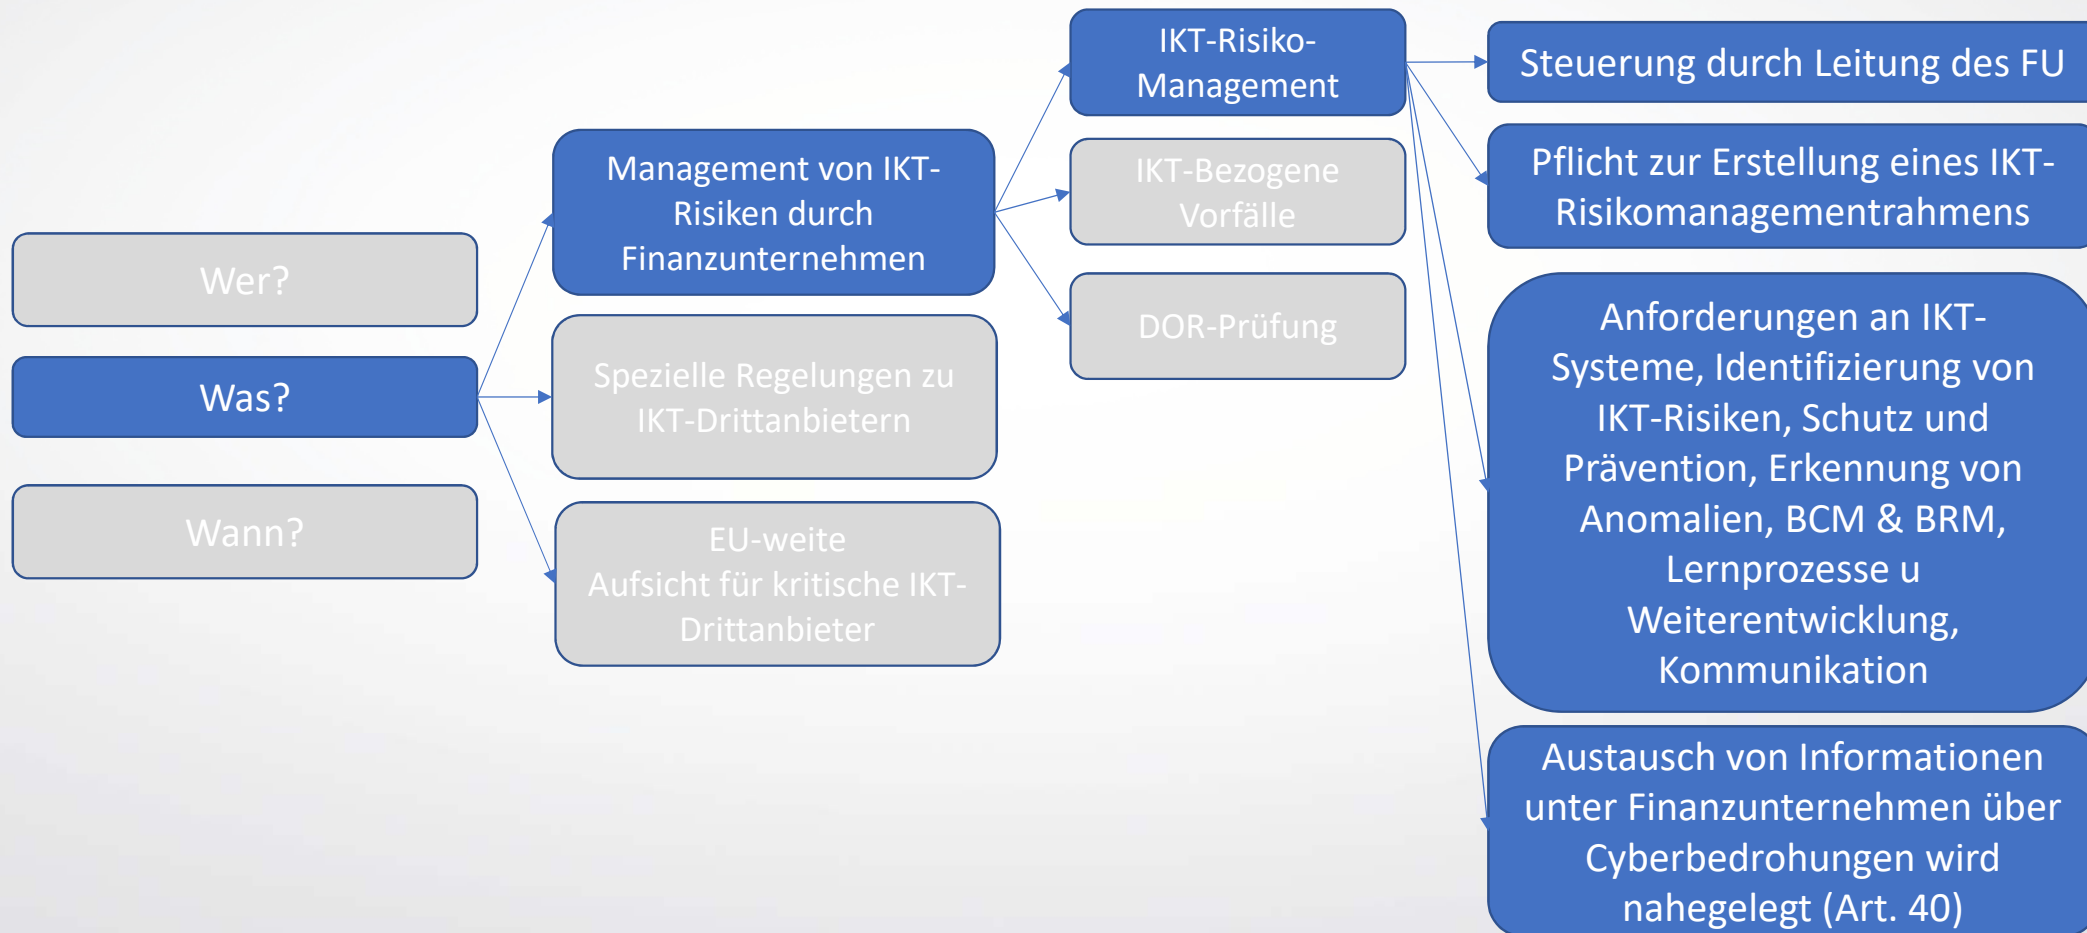 Wer?
Was?
Wann?
Management von IKT-
Risiken durch
Finanzunternehmen
Spezielle Regelungen zu
IKT-Drittanbietern
EU-weite
Aufsicht für kritische IKT-
Drittanbieter
IKT-Risiko-
Management
IKT-Bezogene
Vorfälle
DOR-Prüfung
Steuerung durch Leitung des FU
Pflicht zur Erstellung eines IKT-
Risikomanagementrahmens
Anforderungen an IKT-
Systeme, Identifizierung von
IKT-Risiken, Schutz und
Prävention, Erkennung von
Anomalien, BCM & BRM,
Lernprozesse u
Weiterentwicklung,
Kommunikation
Austausch von Informationen
unter Finanzunternehmen über
Cyberbedrohungen wird
nahegelegt (Art. 40)